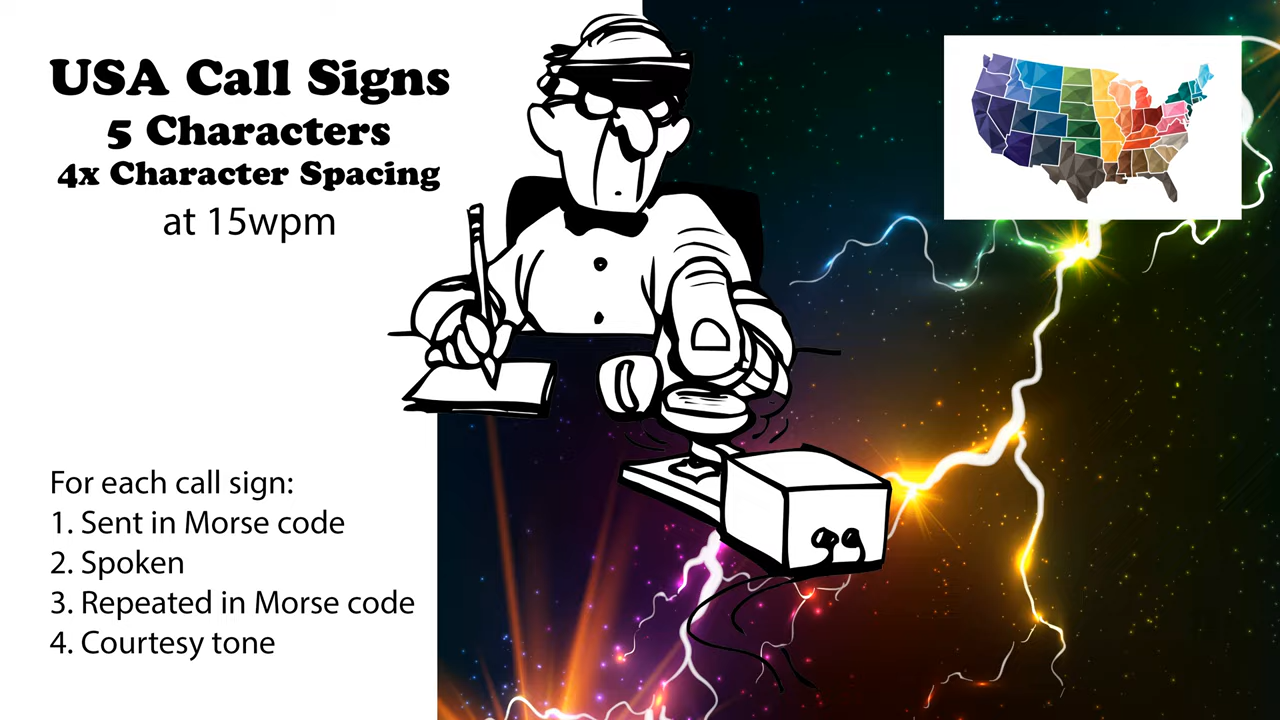 USA Call Signs
5 Characters
4x Character Spacing
at 15wpm
For each call sign:
1. Sent in Morse code
2. Spoken
3. Repeated in Morse code
4. Courtesy tone